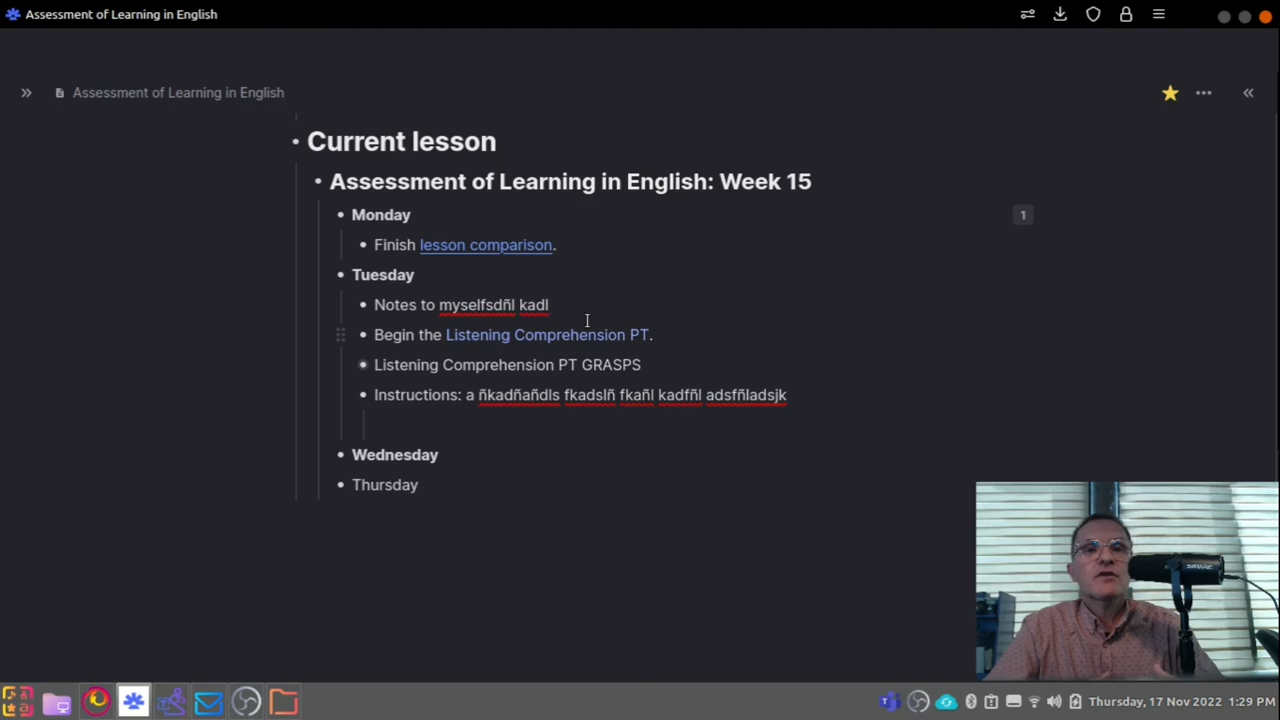 Assessment of Learning in English
Assessment of Learning in English
Current lesson
Assessment of Learning in English: Week 15
Monday
1
Finish lesson comparison.
Tuesday
Notes to myselfsdñl kadl
Begin the Listening Comprehension PT.
Listening Comprehension PT GRASPS
Instructions: a ñkadñañdls fkadslñ fkañl kadfñl adsfñladsjk
Wednesday
Thursday
Thursday, 17 Nov 2022 1:29 PM